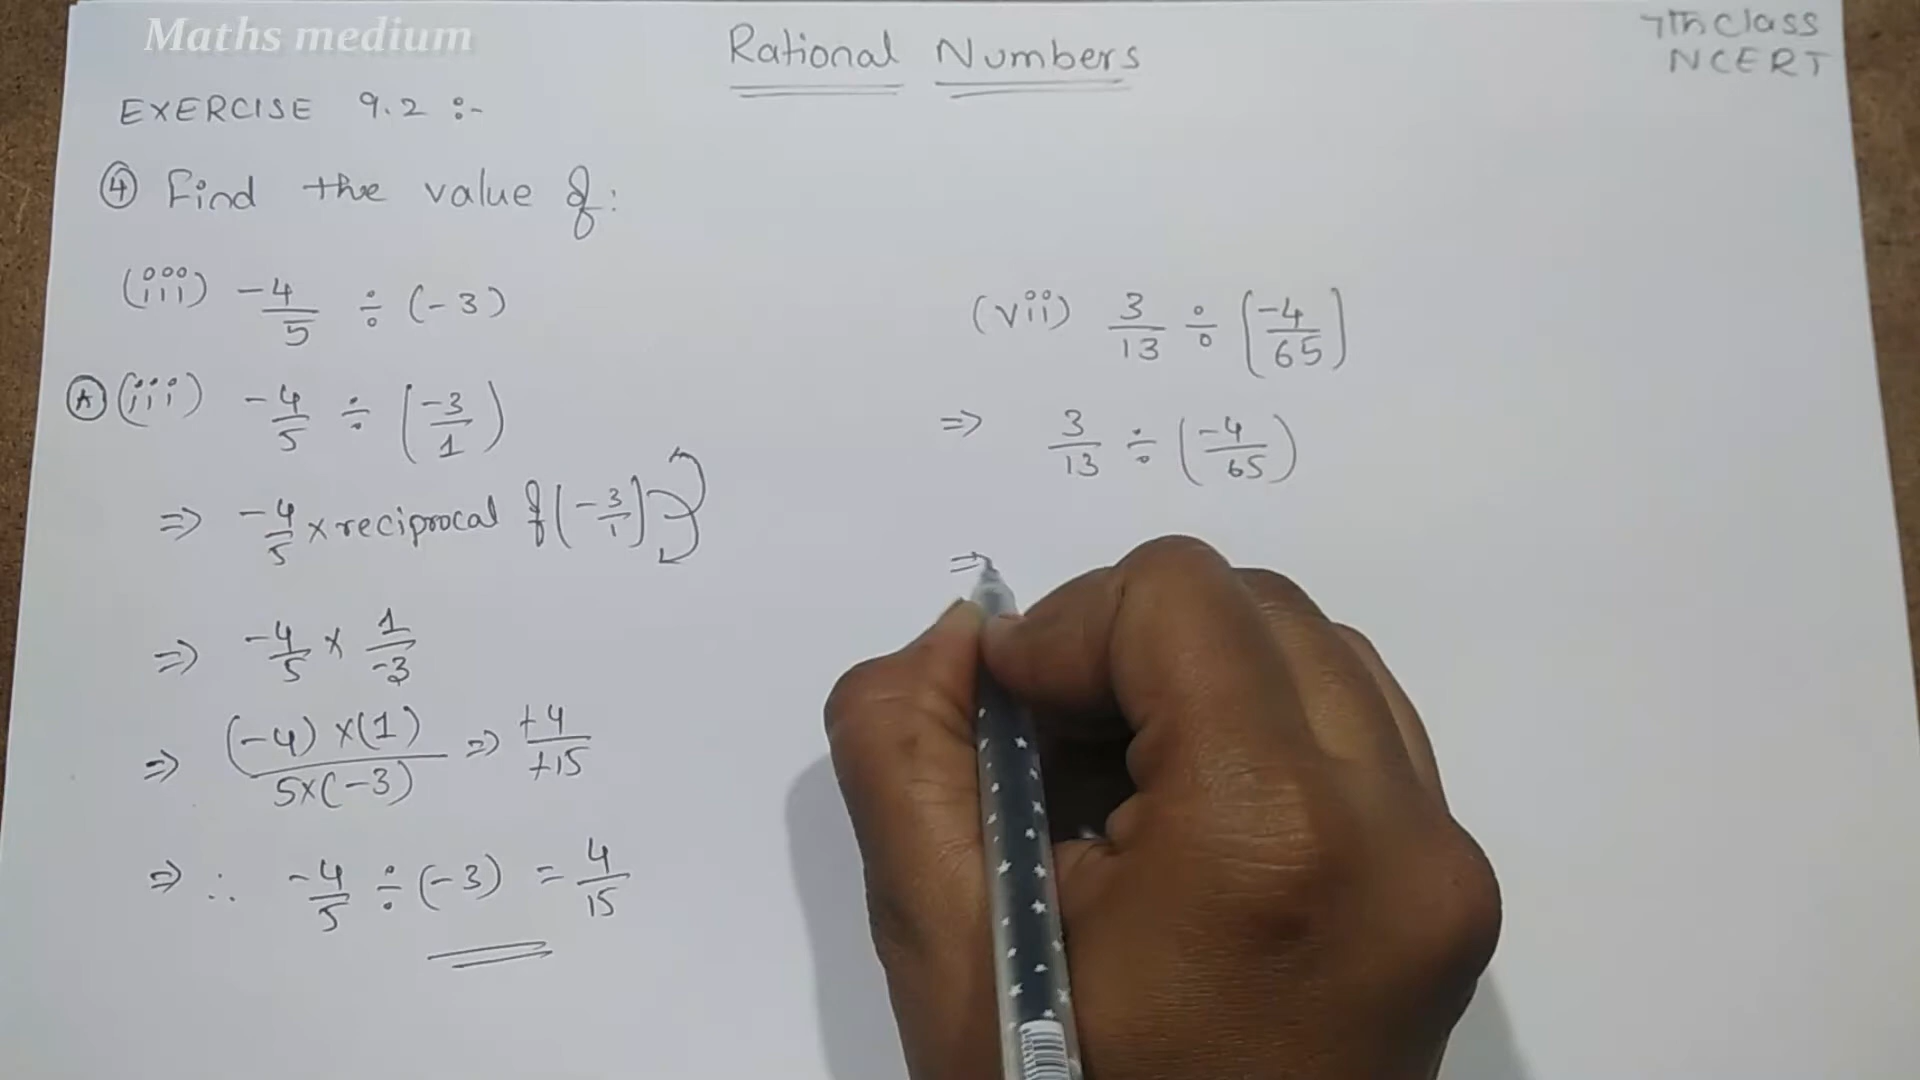 Maths medium
Rational Numbers
7th Class
NCERT
EXERCISE 9.2 :-
④ Find the value of:
(iii) -4/5 ÷ (-3)
Ⓐ (iii) -4/5 ÷ (-3/1)
⇒ -4/5 × reciprocal of (-3/1)
⇒ -4/5 × 1/-3
⇒ (-4) ×(1)/5×(-3) ⇒ +4/+15
⇒ ∴ -4/5 ÷ (-3) = 4/15
(vii) 3/13 ÷ (-4/65)
⇒ 3/13 ÷ (-4/65)
⇒